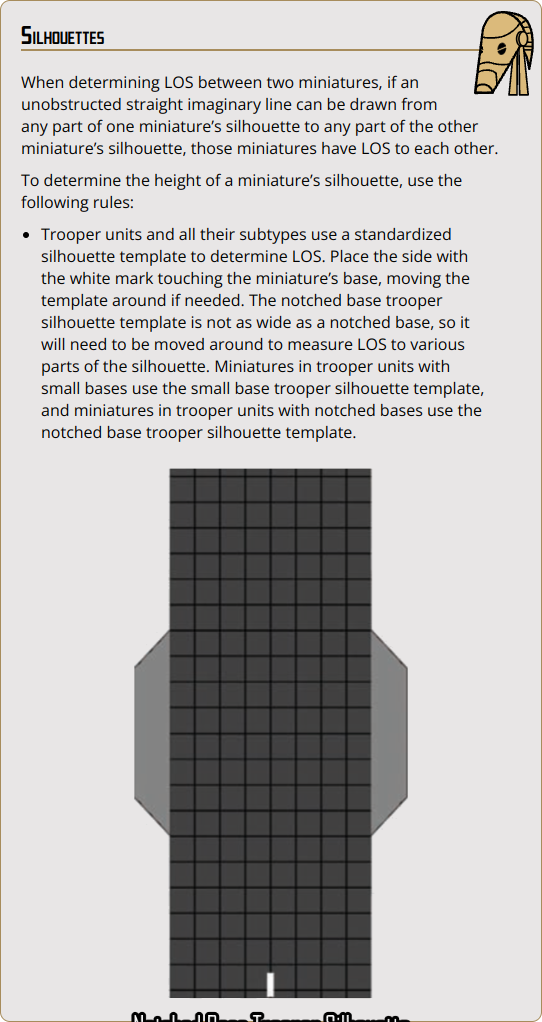 Silhouettes
When determining LOS between two miniatures, if an
unobstructed straight imaginary line can be drawn from
any part of one miniature’s silhouette to any part of the other
miniature’s silhouette, those miniatures have LOS to each other.
To determine the height of a miniature’s silhouette, use the
following rules:
• Trooper units and all their subtypes use a standardized
silhouette template to determine LOS. Place the side with
the white mark touching the miniature’s base, moving the
template around if needed. The notched base trooper
silhouette template is not as wide as a notched base, so it
will need to be moved around to measure LOS to various
parts of the silhouette. Miniatures in trooper units with
small bases use the small base trooper silhouette template,
and miniatures in trooper units with notched bases use the
notched base trooper silhouette template.
Notched Base Trooper Silhouette